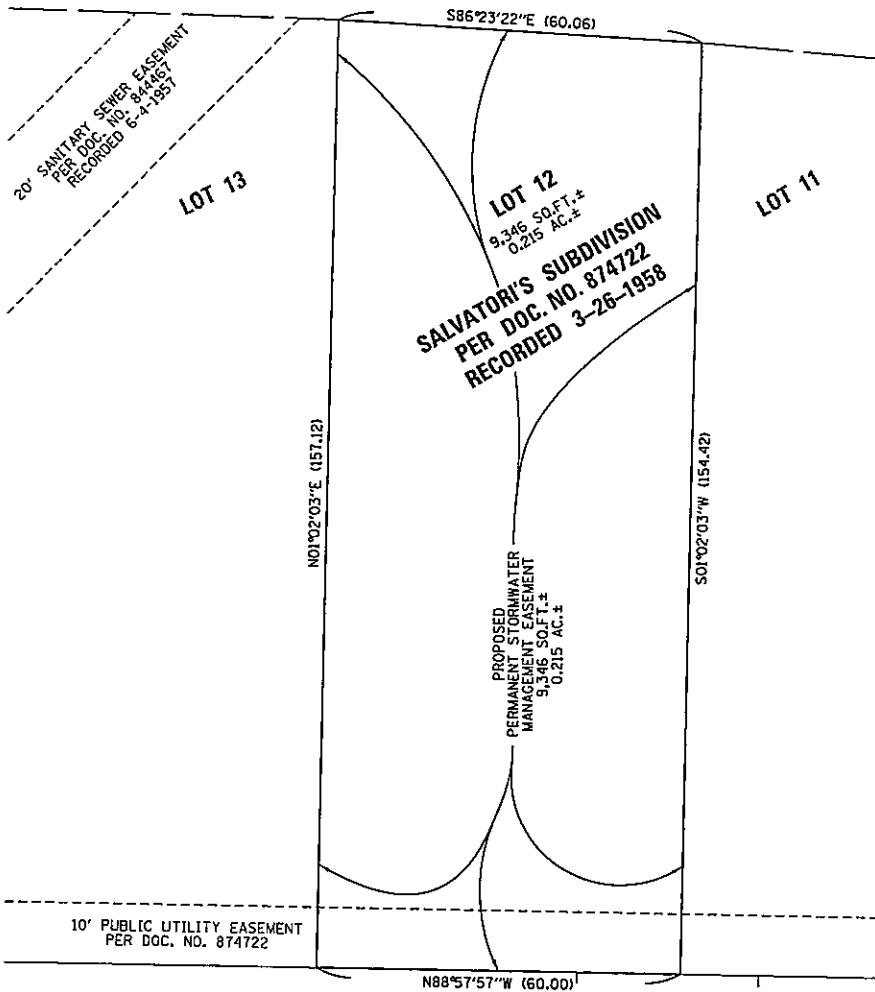 S86°23'22"E (60.06)
20' SANITARY SEWER EASEMENT
PER DOC. NO. 844467
RECORDED 6-4-1957
LOT 13
LOT 12
9,346 SQ.FT.±
0.215 AC.±
LOT 11
SALVATORI'S SUBDIVISION
PER DOC. NO. 874722
RECORDED 3-26-1958
N01°02'03"E (157.12)
S01°02'03"W (154.42)
PROPOSED
PERMANENT STORMWATER
MANAGEMENT EASEMENT
9,346 SQ.FT.±
0.215 AC.±
10' PUBLIC UTILITY EASEMENT
PER DOC. NO. 874722
N88°57'57"W (60.00)